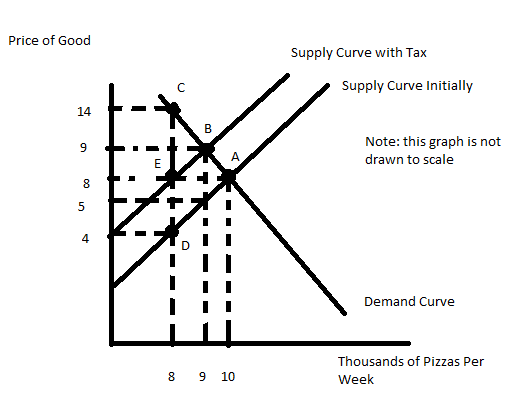 Price of Good
Supply Curve with Tax
C
Supply Curve Initially
14
B
Note: this graph is not
drawn to scale
9
E
A
8
5
4
D
Demand Curve
Thousands of Pizzas Per
Week
8 9 10